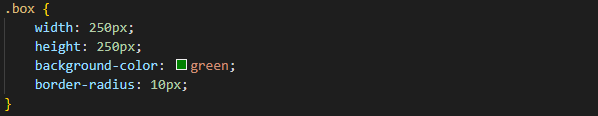 .box {
    width: 250px;
    height: 250px;
    background-color: green;
    border-radius: 10px;
}